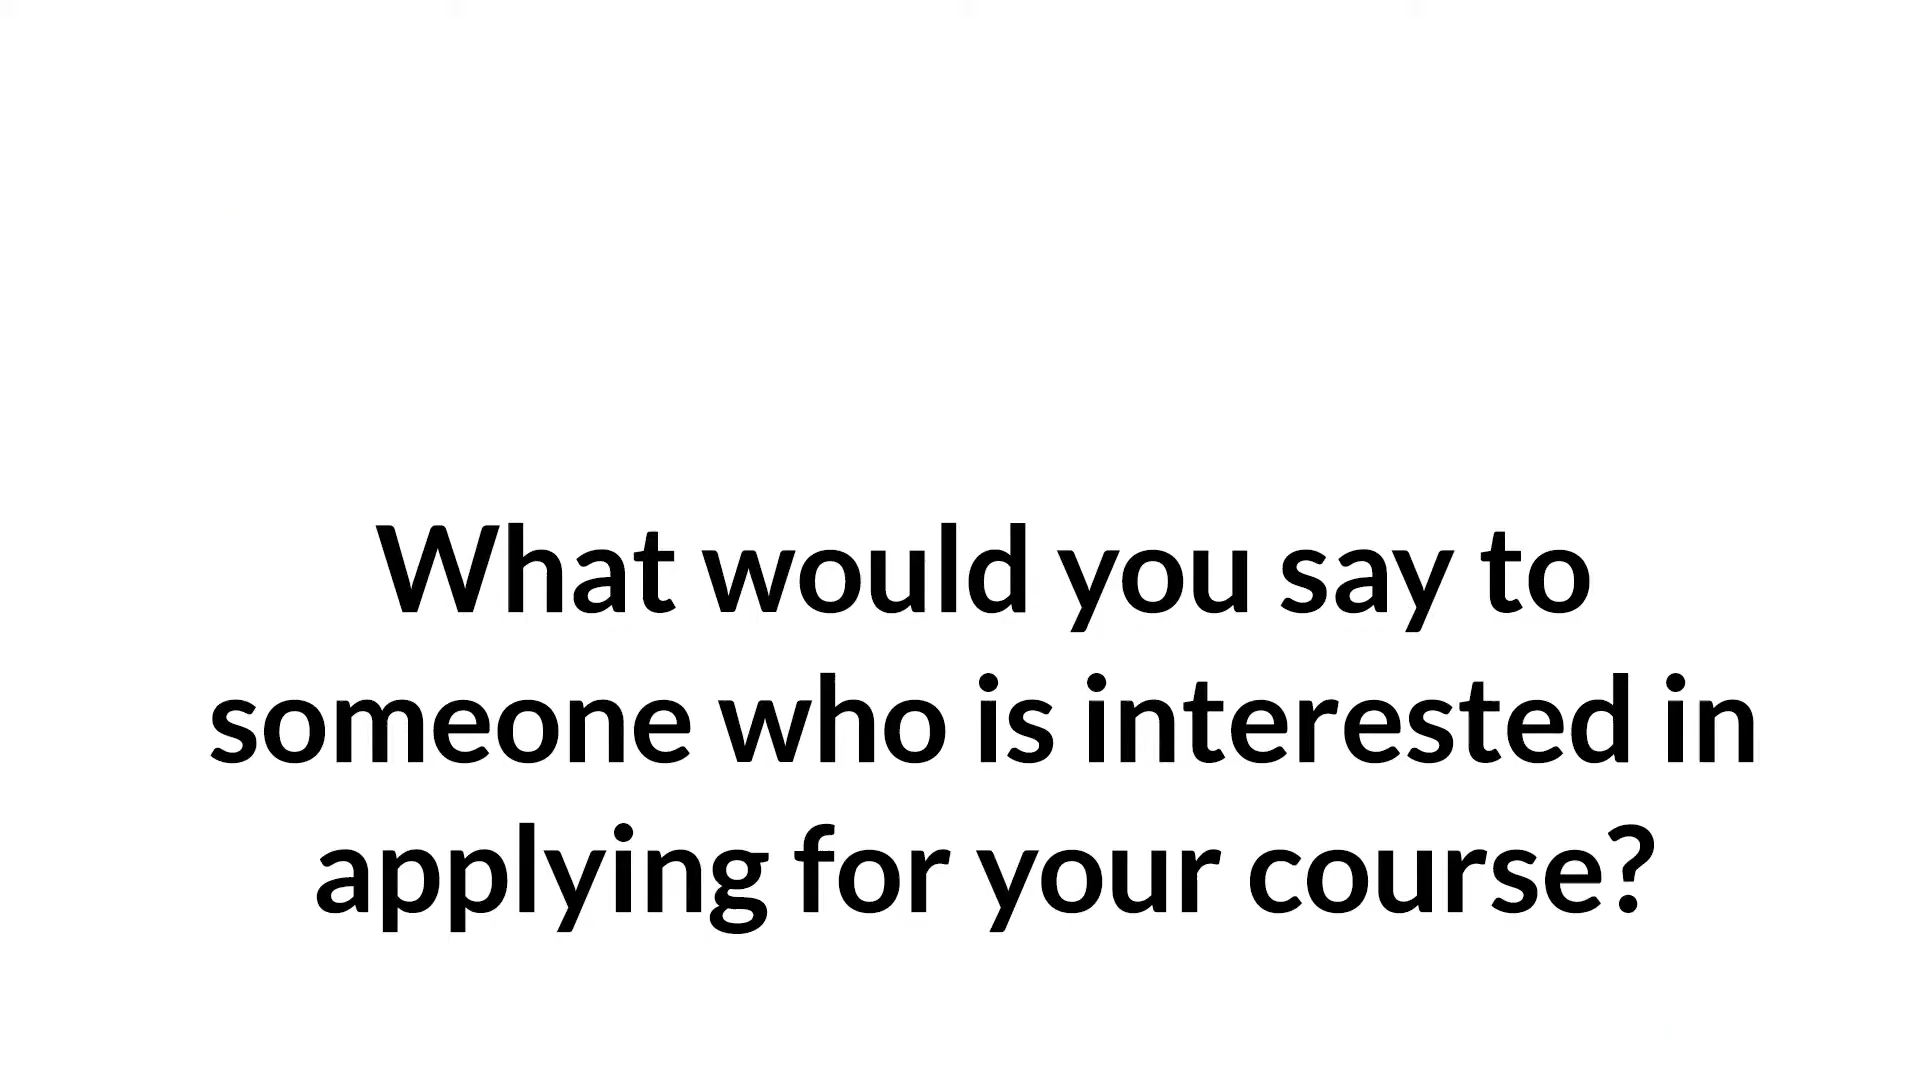 What would you say to
someone who is interested in
applying for your course?